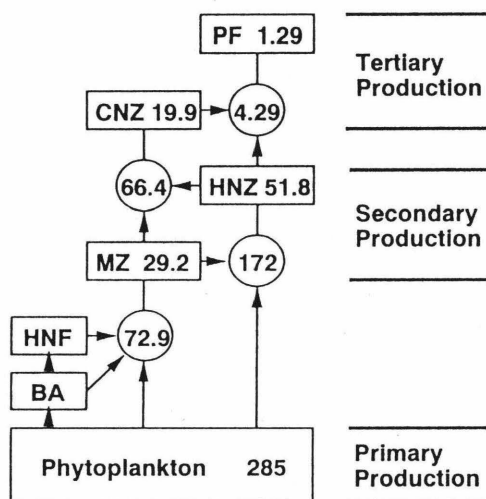 PF 1.29
Tertiary
Production
CNZ 19.9
4.29
66.4
HNZ 51.8
Secondary
Production
MZ 29.2
172
HNF
72.9
BA
Phytoplankton 285
Primary
Production